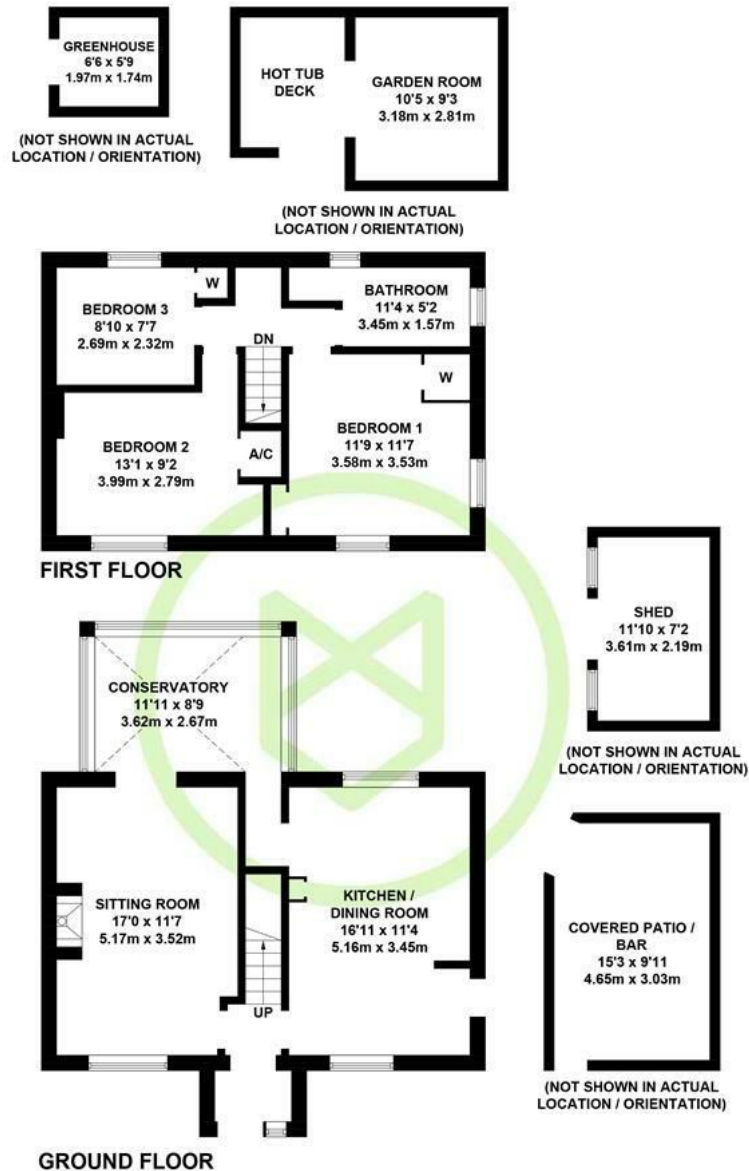 GREENHOUSE
6'6 x 5'9
1.97m x 1.74m
(NOT SHOWN IN ACTUAL
LOCATION / ORIENTATION)
HOT TUB
DECK
GARDEN ROOM
10'5 x 9'3
3.18m x 2.81m
(NOT SHOWN IN ACTUAL
LOCATION / ORIENTATION)
BEDROOM 3
8'10 x 7'7
2.69m x 2.32m
W
BATHROOM
11'4 x 5'2
3.45m x 1.57m
DN
W
BEDROOM 2
13'1 x 9'2
3.99m x 2.79m
A/C
BEDROOM 1
11'9 x 11'7
3.58m x 3.53m
FIRST FLOOR
SHED
11'10 x 7'2
3.61m x 2.19m
(NOT SHOWN IN ACTUAL
LOCATION / ORIENTATION)
CONSERVATORY
11'11 x 8'9
3.62m x 2.67m
SITTING ROOM
17'0 x 11'7
5.17m x 3.52m
KITCHEN /
DINING ROOM
16'11 x 11'4
5.16m x 3.45m
UP
COVERED PATIO /
BAR
15'3 x 9'11
4.65m x 3.03m
(NOT SHOWN IN ACTUAL
LOCATION / ORIENTATION)
GROUND FLOOR